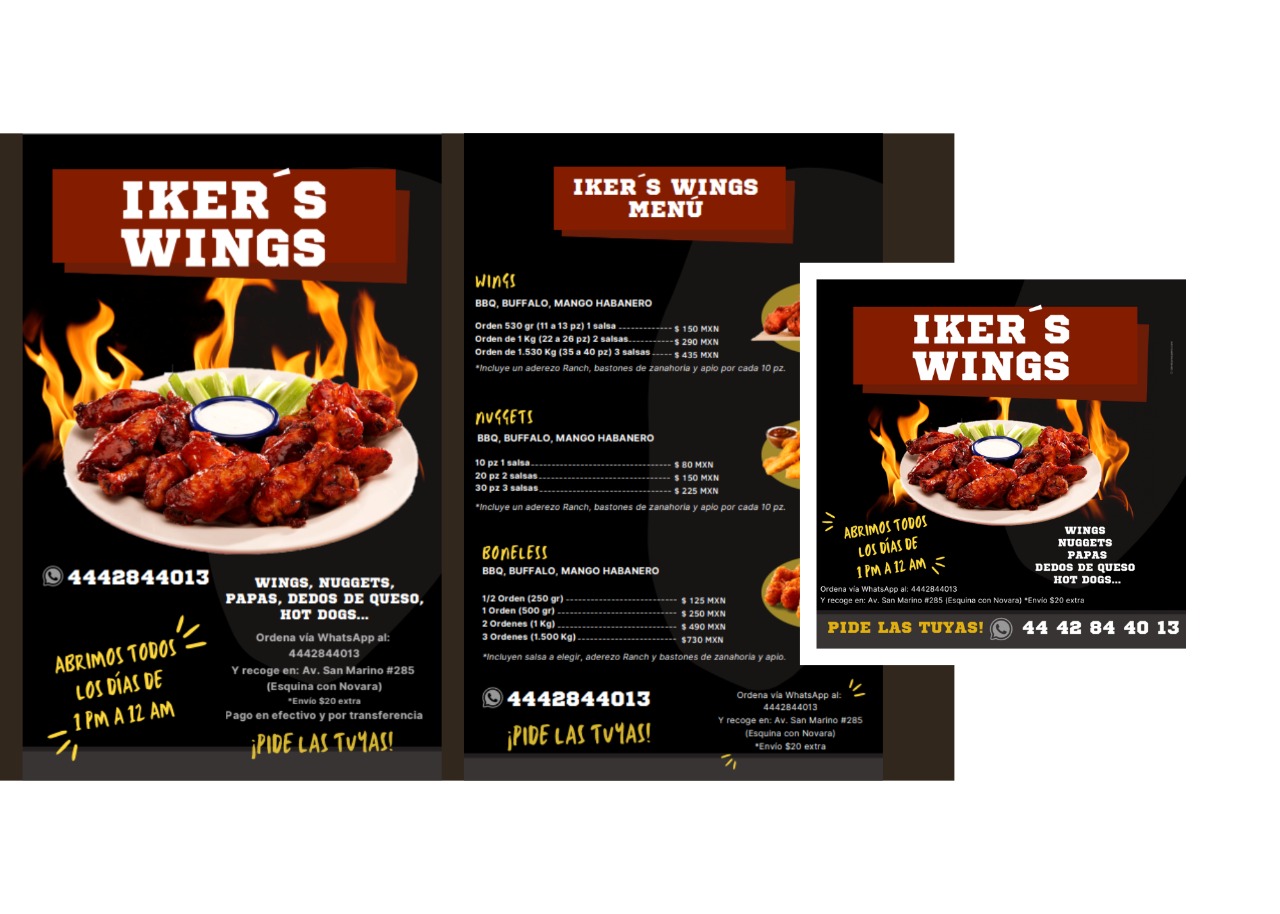 IKER´S
WINGS
4442844013
WINGS, NUGGETS,
PAPAS, DEDOS DE QUESO,
HOT DOGS...
ABRIMOS TODOS
LOS DÍAS DE
1 PM A 12 AM
Ordena vía WhatsApp al:
4442844013
Y recoge en: Av. San Marino #285
(Esquina con Novara)
*Envío $20 extra
Pago en efectivo y por transferencia
¡PIDE LAS TUYAS!
IKER´S WINGS
MENÚ
WINGS
BBQ, BUFFALO, MANGO HABANERO
Orden 530 gr (11 a 13 pz) 1 salsa ------------- $ 150 MXN
Orden de 1 Kg (22 a 26 pz) 2 salsas----------- $ 290 MXN
Orden de 1.530 Kg (35 a 40 pz) 3 salsas ----- $ 435 MXN
*Incluye un aderezo Ranch, bastones de zanahoria y apio por cada 10 pz.
NUGGETS
BBQ, BUFFALO, MANGO HABANERO
10 pz 1 salsa---------------------------------- $ 80 MXN
20 pz 2 salsas-------------------------------- $ 150 MXN
30 pz 3 salsas-------------------------------- $ 225 MXN
*Incluye un aderezo Ranch, bastones de zanahoria y apio por cada 10 pz.
BONELESS
BBQ, BUFFALO, MANGO HABANERO
1/2 Orden (250 gr) --------------------------- $ 125 MXN
1 Orden (500 gr) ------------------------------ $ 250 MXN
2 Ordenes (1 Kg) ----------------------------- $ 490 MXN
3 Ordenes (1.500 Kg)------------------------- $730 MXN
*Incluyen salsa a elegir, aderezo Ranch y bastones de zanahoria y apio.
4442844013
¡PIDE LAS TUYAS!
Ordena vía WhatsApp al:
4442844013
Y recoge en: Av. San Marino #285
(Esquina con Novara)
*Envío $20 extra
IKER´S
WINGS
ABRIMOS TODOS
LOS DÍAS DE
1 PM A 12 AM
WINGS
NUGGETS
PAPAS
DEDOS DE QUESO
HOT DOGS...
Ordena vía WhatsApp al: 4442844013
Y recoge en: Av. San Marino #285 (Esquina con Novara) *Envío $20 extra
PIDE LAS TUYAS! 44 42 84 40 13